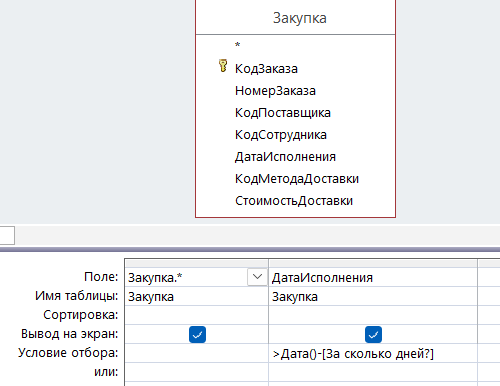 Закупка
*
КодЗаказа
НомерЗаказа
КодПоставщика
КодСотрудника
ДатаИсполнения
КодМетодаДоставки
СтоимостьДоставки
Поле: Закупка.* ДатаИсполнения
Имя таблицы: Закупка Закупка
Сортировка:
Вывод на экран:
Условие отбора: >Дата()-[За сколько дней?]
или: